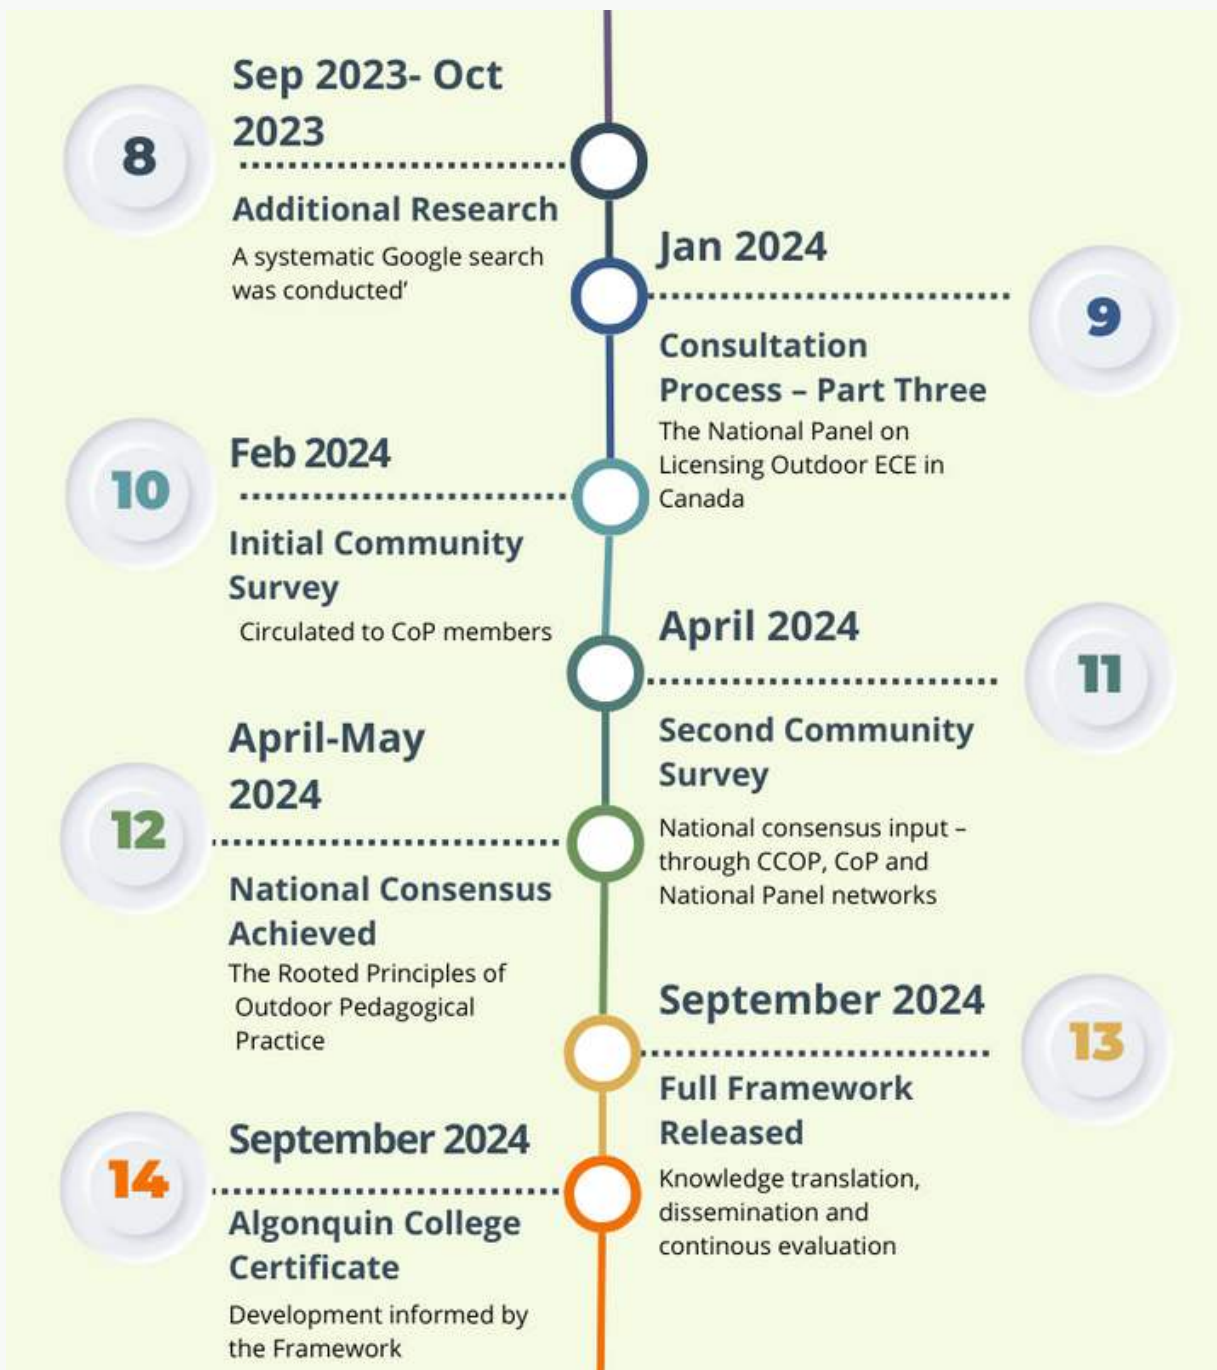 8
Sep 2023- Oct
2023
Additional Research
A systematic Google search
was conducted’
9
Jan 2024
Consultation
Process – Part Three
The National Panel on
Licensing Outdoor ECE in
Canada
10
Feb 2024
Initial Community
Survey
Circulated to CoP members
11
April 2024
Second Community
Survey
National consensus input –
through CCOP, CoP and
National Panel networks
12
April-May
2024
National Consensus
Achieved
The Rooted Principles of
Outdoor Pedagogical
Practice
13
September 2024
Full Framework
Released
Knowledge translation,
dissemination and
continous evaluation
14
September 2024
Algonquin College
Certificate
Development informed by
the Framework